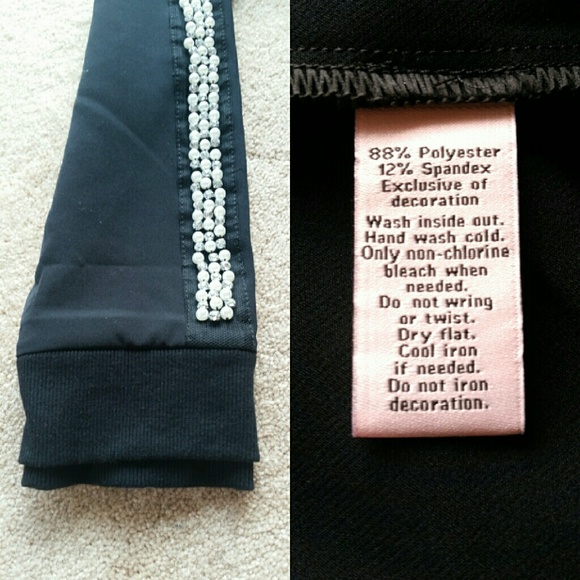 88% Polyester
12% Spandex
Exclusive of
decoration
Wash inside out.
Hand wash cold.
Only non-chlorine
bleach when
needed.
Do not wring
or twist.
Dry flat.
Cool iron
if needed.
Do not iron
decoration.